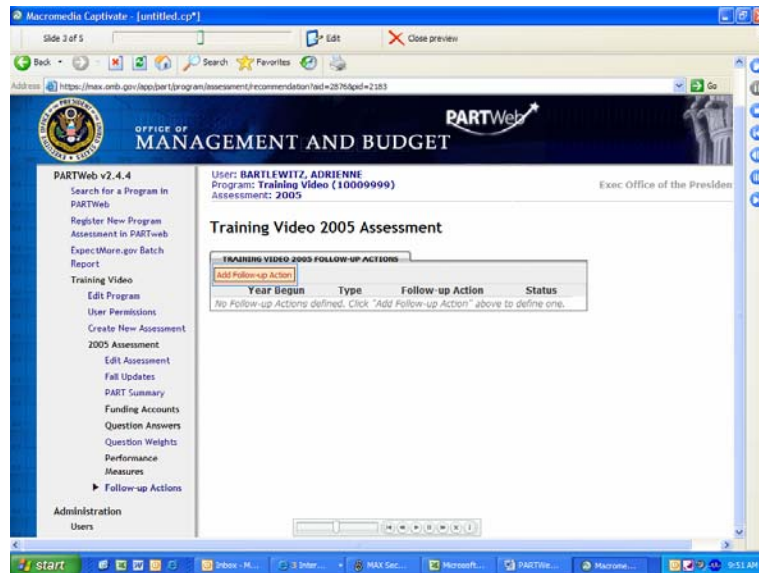 Macromedia Captivate - [untitled.cp*]
Slide 3 of 5 Edit Close preview
Back Search Favorites
Address https://max.omb.gov/app/part/program/assessment/recommendation?aid=2876&pid=2183 Go
OFFICE OF
MANAGEMENT AND BUDGET
PARTWeb
PARTWeb v2.4.4
Search for a Program in
PARTWeb
Register New Program
Assessment in PARTweb
ExpectMore.gov Batch
Report
Training Video
Edit Program
User Permissions
Create New Assessment
2005 Assessment
Edit Assessment
Fall Updates
PART Summary
Funding Accounts
Question Answers
Question Weights
Performance
Measures
Follow-up Actions
Administration
Users
User: BARTLEWITZ, ADRIENNE
Program: Training Video (10009999)
Assessment: 2005
Exec Office of the Presiden
Training Video 2005 Assessment
TRAINING VIDEO 2005 FOLLOW-UP ACTIONS
Add Follow-up Action
Year Begun Type Follow-up Action Status
No Follow-up Actions defined. Click "Add Follow-up Action" above to define one.
start Inbox - M... 3 Inter... MAX Sec... Microsoft... PARTWe... Macrome... 9:51 AM